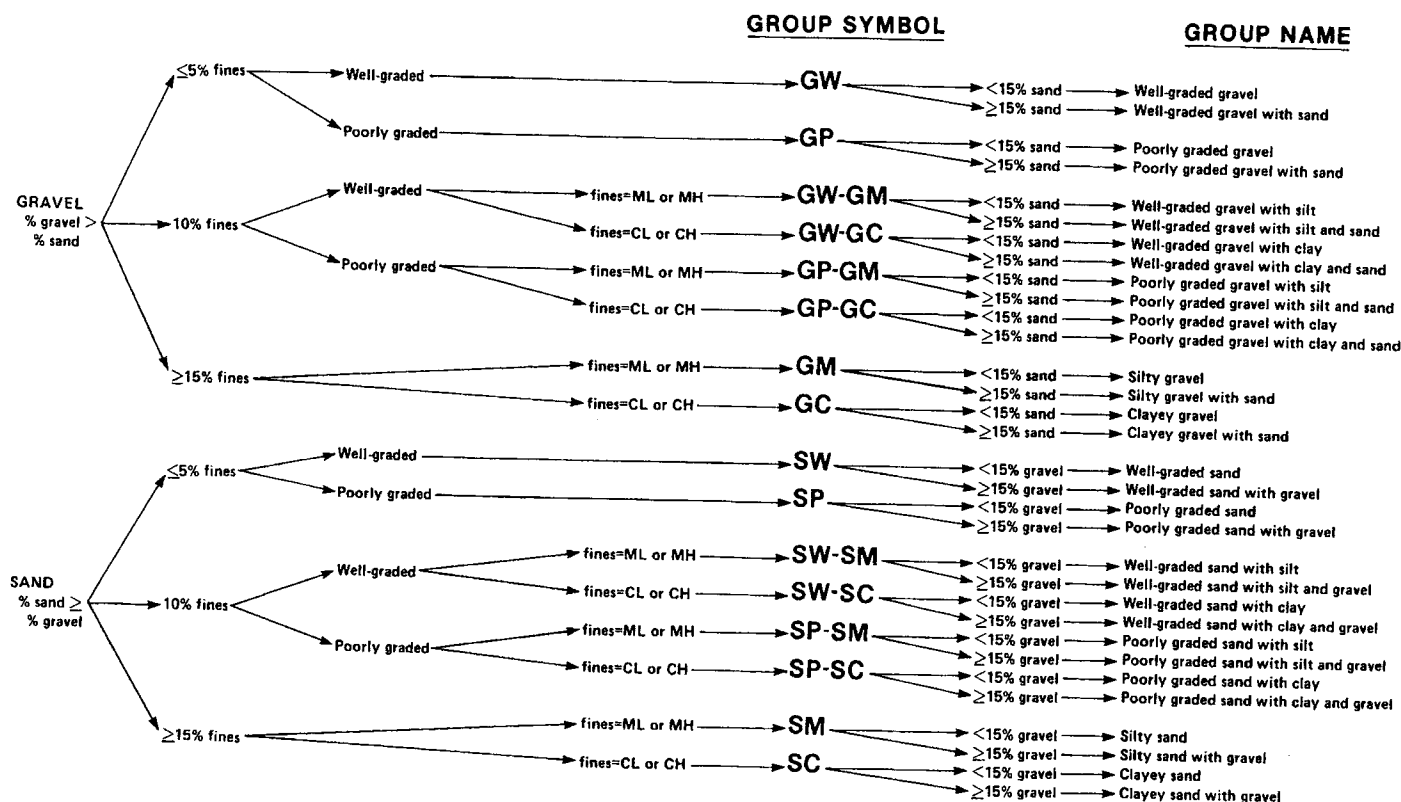 GROUP SYMBOL
GROUP NAME
≤5% fines
Well-graded
GW
<15% sand
Well-graded gravel
≥15% sand
Well-graded gravel with sand
Poorly graded
GP
<15% sand
Poorly graded gravel
≥15% sand
Poorly graded gravel with sand
GRAVEL
% gravel >
% sand
10% fines
Well-graded
fines=ML or MH
GW-GM
<15% sand
Well-graded gravel with silt
≥15% sand
Well-graded gravel with silt and sand
fines=CL or CH
GW-GC
<15% sand
Well-graded gravel with clay
≥15% sand
Well-graded gravel with clay and sand
Poorly graded
fines=ML or MH
GP-GM
<15% sand
Poorly graded gravel with silt
≥15% sand
Poorly graded gravel with silt and sand
fines=CL or CH
GP-GC
<15% sand
Poorly graded gravel with clay
≥15% sand
Poorly graded gravel with clay and sand
≥15% fines
fines=ML or MH
GM
<15% sand
Silty gravel
≥15% sand
Silty gravel with sand
fines=CL or CH
GC
<15% sand
Clayey gravel
≥15% sand
Clayey gravel with sand
≤5% fines
Well-graded
SW
<15% gravel
Well-graded sand
≥15% gravel
Well-graded sand with gravel
Poorly graded
SP
<15% gravel
Poorly graded sand
≥15% gravel
Poorly graded sand with gravel
SAND
% sand ≥
% gravel
10% fines
Well-graded
fines=ML or MH
SW-SM
<15% gravel
Well-graded sand with silt
≥15% gravel
Well-graded sand with silt and gravel
fines=CL or CH
SW-SC
<15% gravel
Well-graded sand with clay
≥15% gravel
Well-graded sand with clay and gravel
Poorly graded
fines=ML or MH
SP-SM
<15% gravel
Poorly graded sand with silt
≥15% gravel
Poorly graded sand with silt and gravel
fines=CL or CH
SP-SC
<15% gravel
Poorly graded sand with clay
≥15% gravel
Poorly graded sand with clay and gravel
≥15% fines
fines=ML or MH
SM
<15% gravel
Silty sand
≥15% gravel
Silty sand with gravel
fines=CL or CH
SC
<15% gravel
Clayey sand
≥15% gravel
Clayey sand with gravel